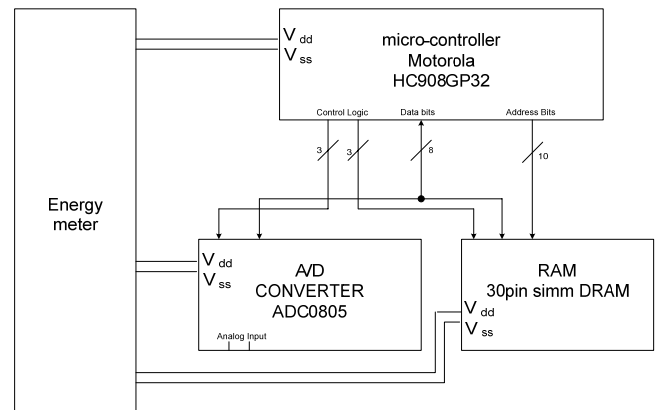 Energy
meter
V dd
V ss
micro-controller
Motorola
HC908GP32
Control Logic Data bits Address Bits
3 3 8 10
V dd
V ss
A/D
CONVERTER
ADC0805
Analog Input
RAM
30pin simm DRAM
V dd
V ss